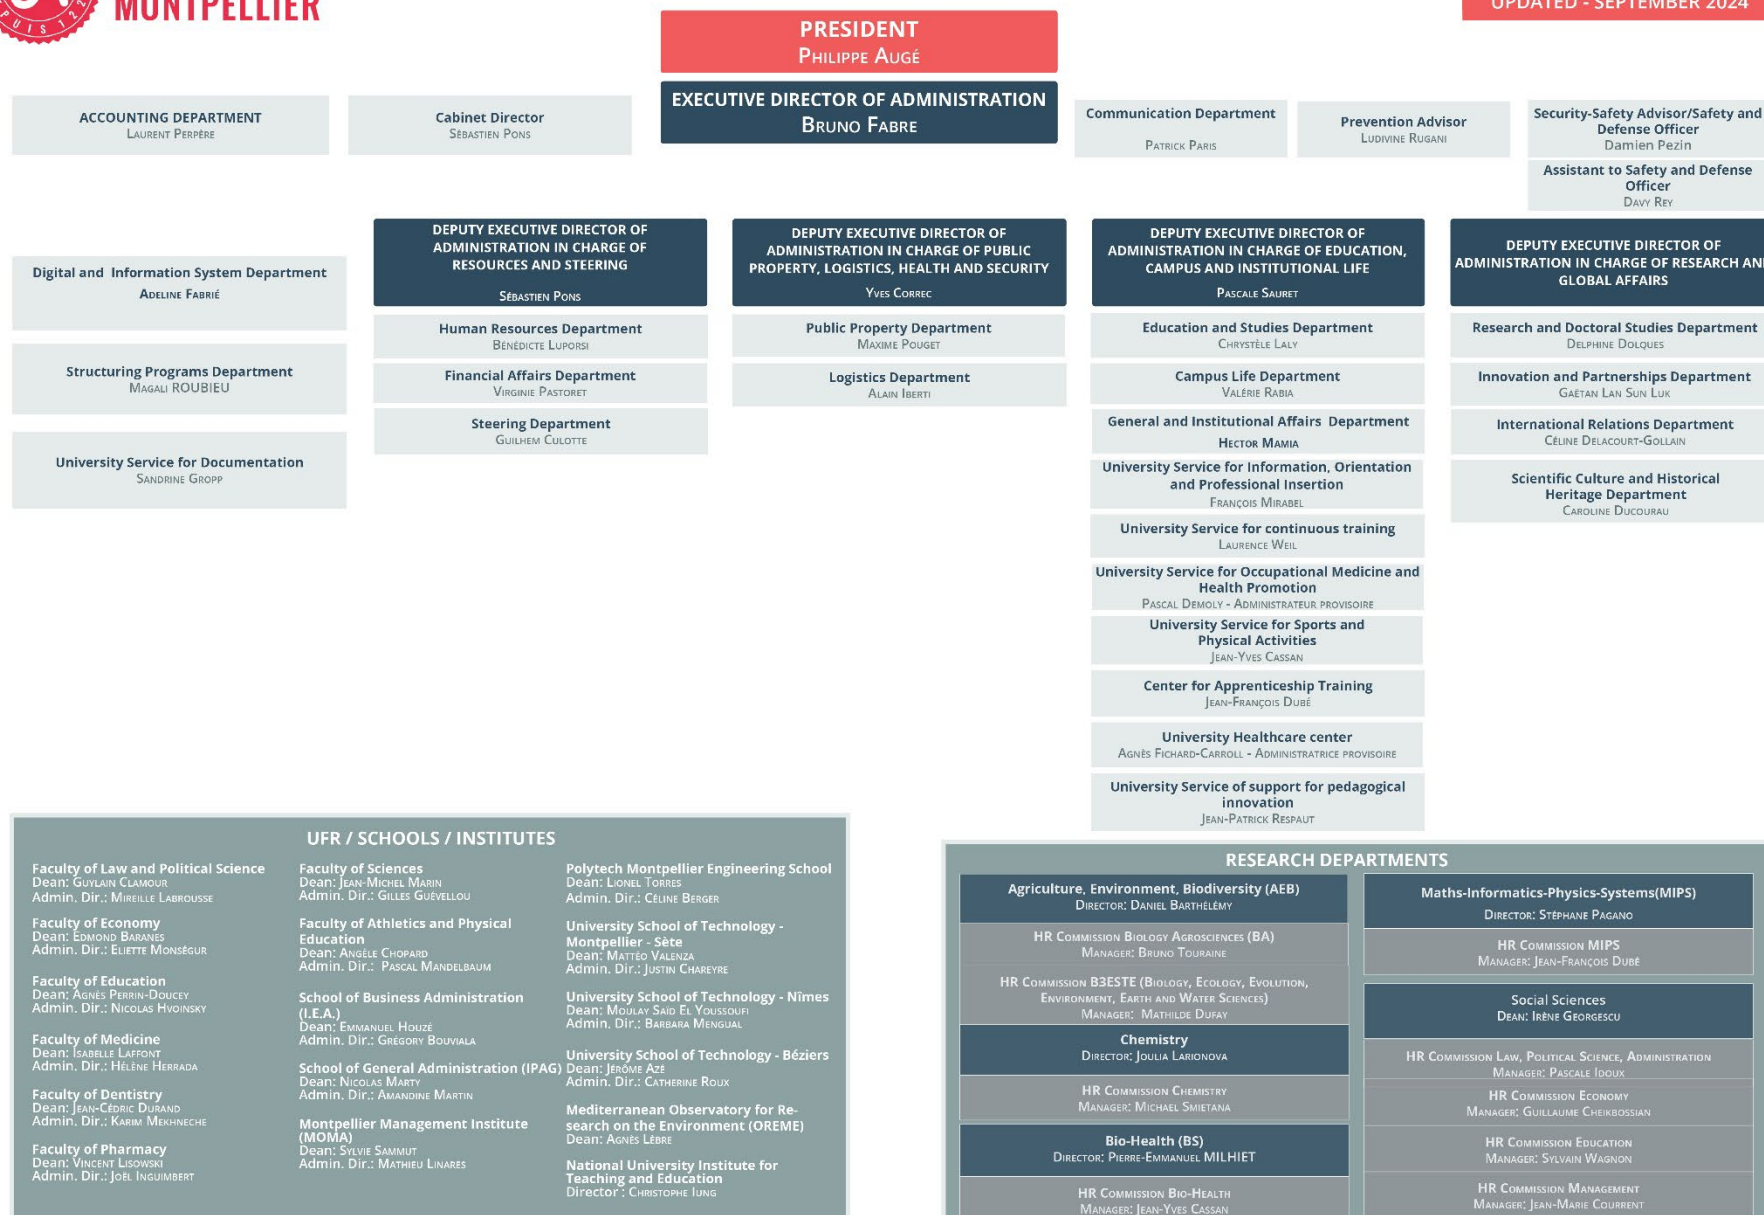 MONTPELLIER
UPDATED - SEPTEMBER 2024
PRESIDENT
PHILIPPE AUGÉ
EXECUTIVE DIRECTOR OF ADMINISTRATION
BRUNO FABRE
ACCOUNTING DEPARTMENT
LAURENT PERPÈRE
Cabinet Director
SÉBASTIEN PONS
Communication Department
PATRICK PARIS
Prevention Advisor
LUDIVINE RUGANI
Security-Safety Advisor/Safety and
Defense Officer
Damien Pezin
Assistant to Safety and Defense
Officer
DAVY REY
Digital and Information System Department
ADELINE FABRIÉ
Structuring Programs Department
MAGALI ROUBIEU
University Service for Documentation
SANDRINE GROPP
DEPUTY EXECUTIVE DIRECTOR OF
ADMINISTRATION IN CHARGE OF
RESOURCES AND STEERING
SÉBASTIEN PONS
Human Resources Department
BÉNÉDICTE LUPORSI
Financial Affairs Department
VIRGINIE PASTORET
Steering Department
GUILHEM CULOTTE
DEPUTY EXECUTIVE DIRECTOR OF
ADMINISTRATION IN CHARGE OF PUBLIC
PROPERTY, LOGISTICS, HEALTH AND SECURITY
YVES CORREC
Public Property Department
MAXIME POUGET
Logistics Department
ALAIN IBERTI
DEPUTY EXECUTIVE DIRECTOR OF
ADMINISTRATION IN CHARGE OF EDUCATION,
CAMPUS AND INSTITUTIONAL LIFE
PASCALE SAURET
Education and Studies Department
CHRYSTÈLE LALY
Campus Life Department
VALÉRIE RABIA
General and Institutional Affairs Department
HECTOR MAMIA
University Service for Information, Orientation
and Professional Insertion
FRANÇOIS MIRABEL
University Service for continuous training
LAURENCE WEIL
University Service for Occupational Medicine and
Health Promotion
PASCAL DEMOLY - ADMINISTRATEUR PROVISOIRE
University Service for Sports and
Physical Activities
JEAN-YVES CASSAN
Center for Apprenticeship Training
JEAN-FRANÇOIS DUBÉ
University Healthcare center
AGNÈS FICHARD-CARROLL - ADMINISTRATRICE PROVISOIRE
University Service of support for pedagogical
innovation
JEAN-PATRICK RESPAUT
DEPUTY EXECUTIVE DIRECTOR OF
ADMINISTRATION IN CHARGE OF RESEARCH AND
GLOBAL AFFAIRS
Research and Doctoral Studies Department
DELPHINE DOLQUES
Innovation and Partnerships Department
GAËTAN LAN SUN LUK
International Relations Department
CÉLINE DELACOURT-GOLLAIN
Scientific Culture and Historical
Heritage Department
CAROLINE DUCOURAU
UFR / SCHOOLS / INSTITUTES
Faculty of Law and Political Science
Dean: GUYLAIN CLAMOUR
Admin. Dir.: MIREILLE LABROUSSE
Faculty of Economy
Dean: EDMOND BARANES
Admin. Dir.: ELIETTE MONSÉGUR
Faculty of Education
Dean: AGNÈS PERRIN-DOUCEY
Admin. Dir.: NICOLAS HVOINSKY
Faculty of Medicine
Dean: ISABELLE LAFFONT
Admin. Dir.: HÉLÈNE HERRADA
Faculty of Dentistry
Dean: JEAN-CÉDRIC DURAND
Admin. Dir.: KARIM MEKHNECHE
Faculty of Pharmacy
Dean: VINCENT LISOWSKI
Admin. Dir.: JOËL INGUIMBERT
Faculty of Sciences
Dean: JEAN-MICHEL MARIN
Admin. Dir.: GILLES GUÉVELLOU
Faculty of Athletics and Physical
Education
Dean: ANGÈLE CHOPARD
Admin. Dir.: PASCAL MANDELBAUM
School of Business Administration
(I.E.A.)
Dean: EMMANUEL HOUZÉ
Admin. Dir.: GRÉGORY BOUVIALA
School of General Administration (IPAG)
Dean: NICOLAS MARTY
Admin. Dir.: AMANDINE MARTIN
Montpellier Management Institute
(MOMA)
Dean: SYLVIE SAMMUT
Admin. Dir.: MATHIEU LINARES
Polytech Montpellier Engineering School
Dean: LIONEL TORRES
Admin. Dir.: CÉLINE BERGER
University School of Technology -
Montpellier - Sète
Dean: MATTÉO VALENZA
Admin. Dir.: JUSTIN CHAREYRE
University School of Technology - Nîmes
Dean: MOULAY SAÏD EL YOUSSOUFI
Admin. Dir.: BARBARA MENGUAL
University School of Technology - Béziers
Dean: JÉRÔME AZÉ
Admin. Dir.: CATHERINE ROUX
Mediterranean Observatory for Re-
search on the Environment (OREME)
Dean: AGNÈS LÈBRE
National University Institute for
Teaching and Education
Director : CHRISTOPHE IUNG
RESEARCH DEPARTMENTS
Agriculture, Environment, Biodiversity (AEB)
DIRECTOR: DANIEL BARTHÉLÉMY
HR COMMISSION BIOLOGY AGROSCIENCES (BA)
MANAGER: BRUNO TOURAINE
HR COMMISSION B3ESTE (BIOLOGY, ECOLOGY, EVOLUTION,
ENVIRONMENT, EARTH AND WATER SCIENCES)
MANAGER: MATHILDE DUFAY
Chemistry
DIRECTOR: JOULIA LARIONOVA
HR COMMISSION CHEMISTRY
MANAGER: MICHAEL SMIETANA
Bio-Health (BS)
DIRECTOR: PIERRE-EMMANUEL MILHIET
HR COMMISSION BIO-HEALTH
MANAGER: JEAN-YVES CASSAN
Maths-Informatics-Physics-Systems(MIPS)
DIRECTOR: STÉPHANE PAGANO
HR COMMISSION MIPS
MANAGER: JEAN-FRANÇOIS DUBÉ
Social Sciences
DEAN: IRÈNE GEORGESCU
HR COMMISSION LAW, POLITICAL SCIENCE, ADMINISTRATION
MANAGER: PASCALE IDOUX
HR COMMISSION ECONOMY
MANAGER: GUILLAUME CHEIKBOSSIAN
HR COMMISSION EDUCATION
MANAGER: SYLVAIN WAGNON
HR COMMISSION MANAGEMENT
MANAGER: JEAN-MARIE COURRENT